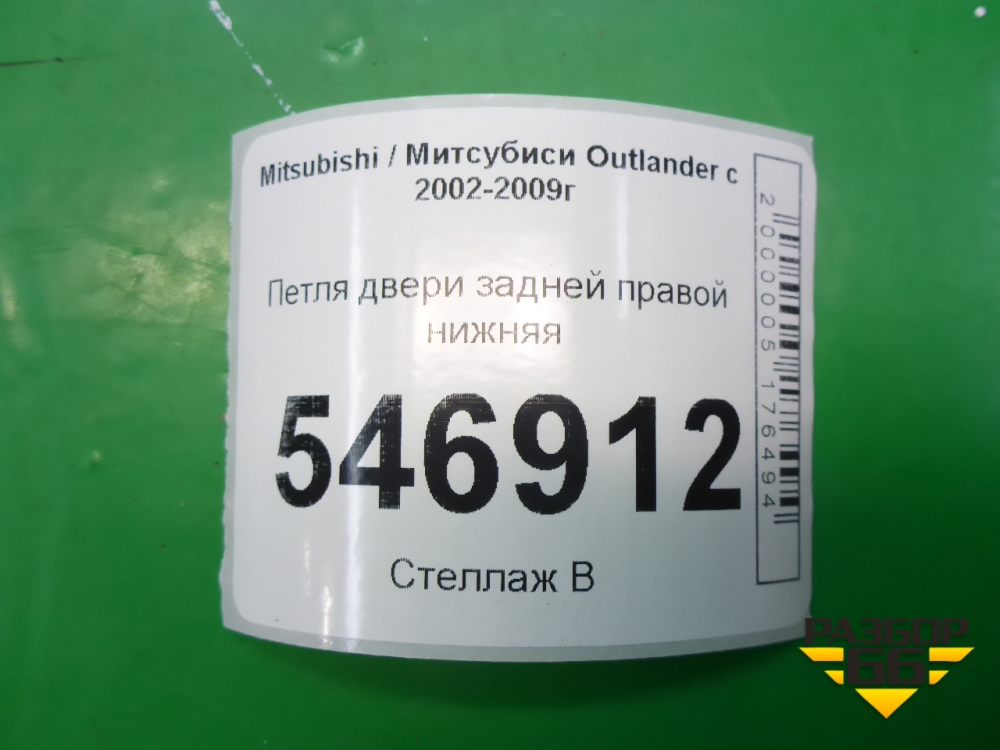 Mitsubishi / Митсубиси Outlander с
2002-2009г
Петля двери задней правой
нижняя
546912
Стеллаж В
2000005176494
РАЗБОР
66